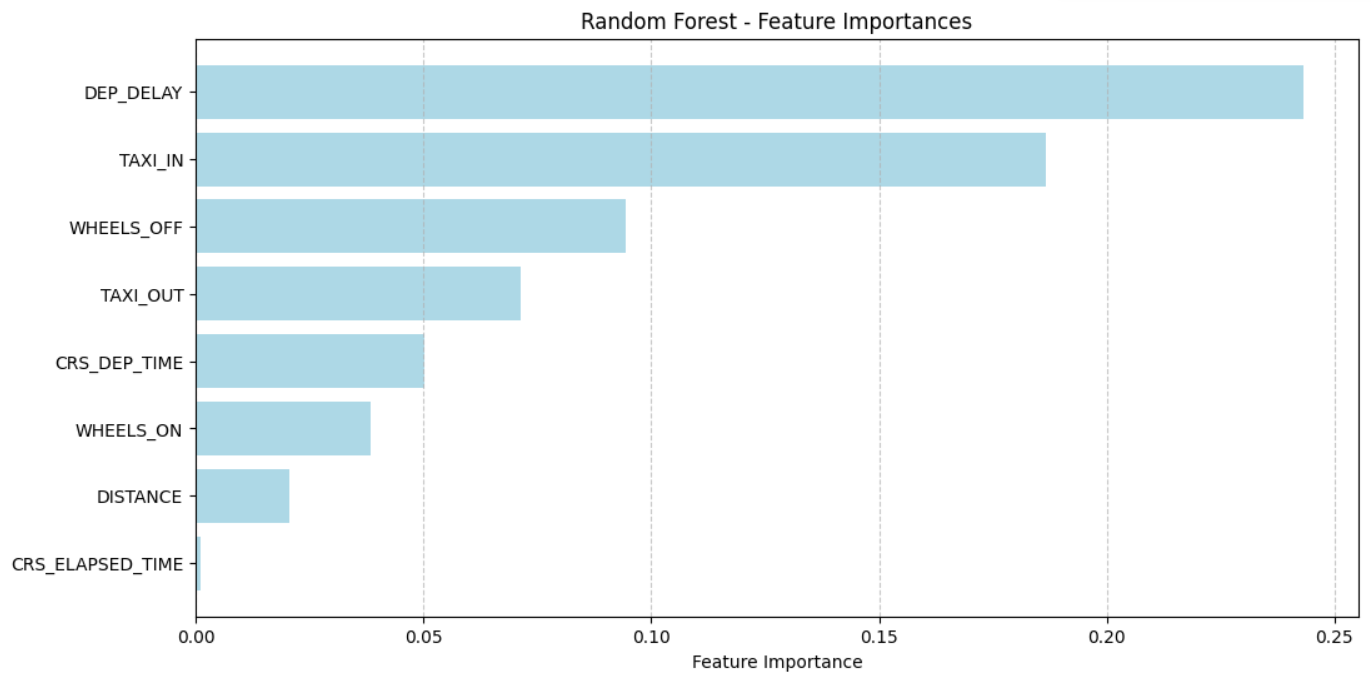 Random Forest - Feature Importances
DEP_DELAY
TAXI_IN
WHEELS_OFF
TAXI_OUT
CRS_DEP_TIME
WHEELS_ON
DISTANCE
CRS_ELAPSED_TIME
0.00 0.05 0.10 0.15 0.20 0.25
Feature Importance